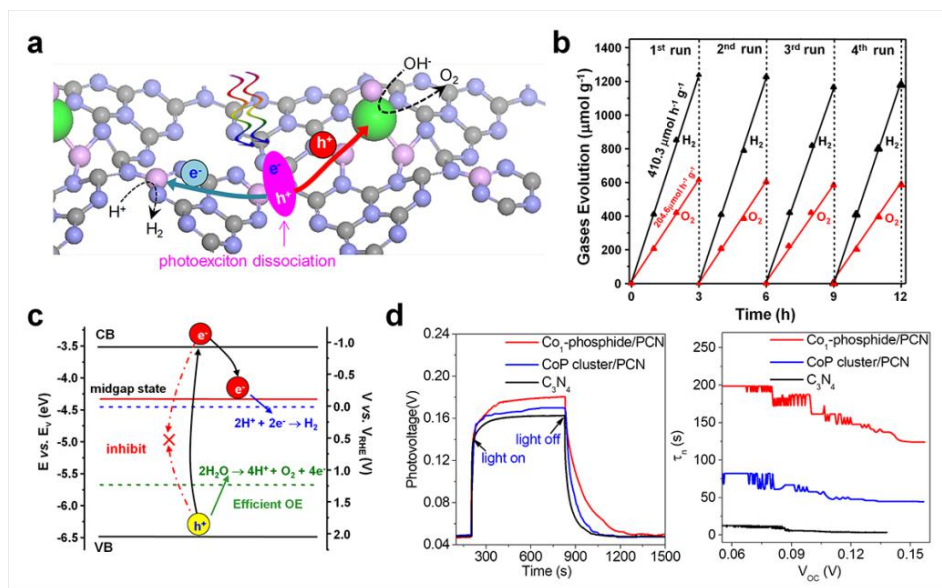 a
OH-
O2
h+
e-
e-
h+
H+
H2
photoexciton dissociation
b
1st run
2nd run
3rd run
4th run
Gases Evolution (μmol g-1)
1400
1200
1000
800
600
400
200
0
410.3 μmol h-1 g-1
204.6μmol h-1 g-1
H2
H2
H2
H2
O2
O2
O2
O2
0
3
6
9
12
Time (h)
c
CB
e-
-3.5
-4.0
-4.5
-5.0
-5.5
-6.0
-6.5
E vs. Ev (eV)
midgap state
e-
2H+ + 2e- → H2
inhibit
2H2O → 4H+ + O2 + 4e-
Efficient OE
h+
VB
-1.0
-0.5
0.0
0.5
1.0
1.5
2.0
V vs. VRHE (V)
d
Photovoltage(V)
0.24
0.20
0.16
0.12
0.08
0.04
Co1-phosphide/PCN
CoP cluster/PCN
C3N4
light on
light off
300
600
900
1200
1500
Time (s)
τn (s)
250
200
150
100
50
0
Co1-phosphide/PCN
CoP cluster/PCN
C3N4
0.06
0.09
0.12
0.15
VOC (V)